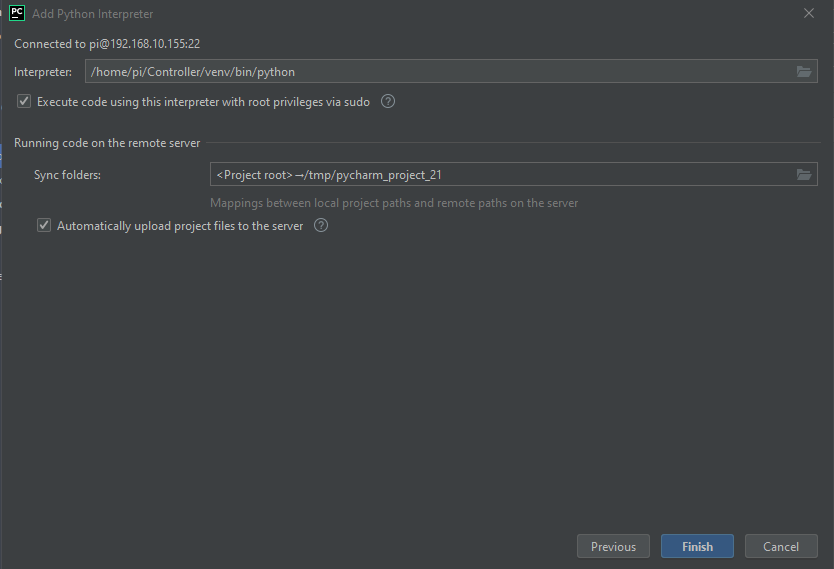 PC Add Python Interpreter
Connected to pi@192.168.10.155:22
Interpreter: /home/pi/Controller/venv/bin/python
Execute code using this interpreter with root privileges via sudo ?
Running code on the remote server
Sync folders: <Project root>→/tmp/pycharm_project_21
Mappings between local project paths and remote paths on the server
Automatically upload project files to the server ?
Previous Finish Cancel